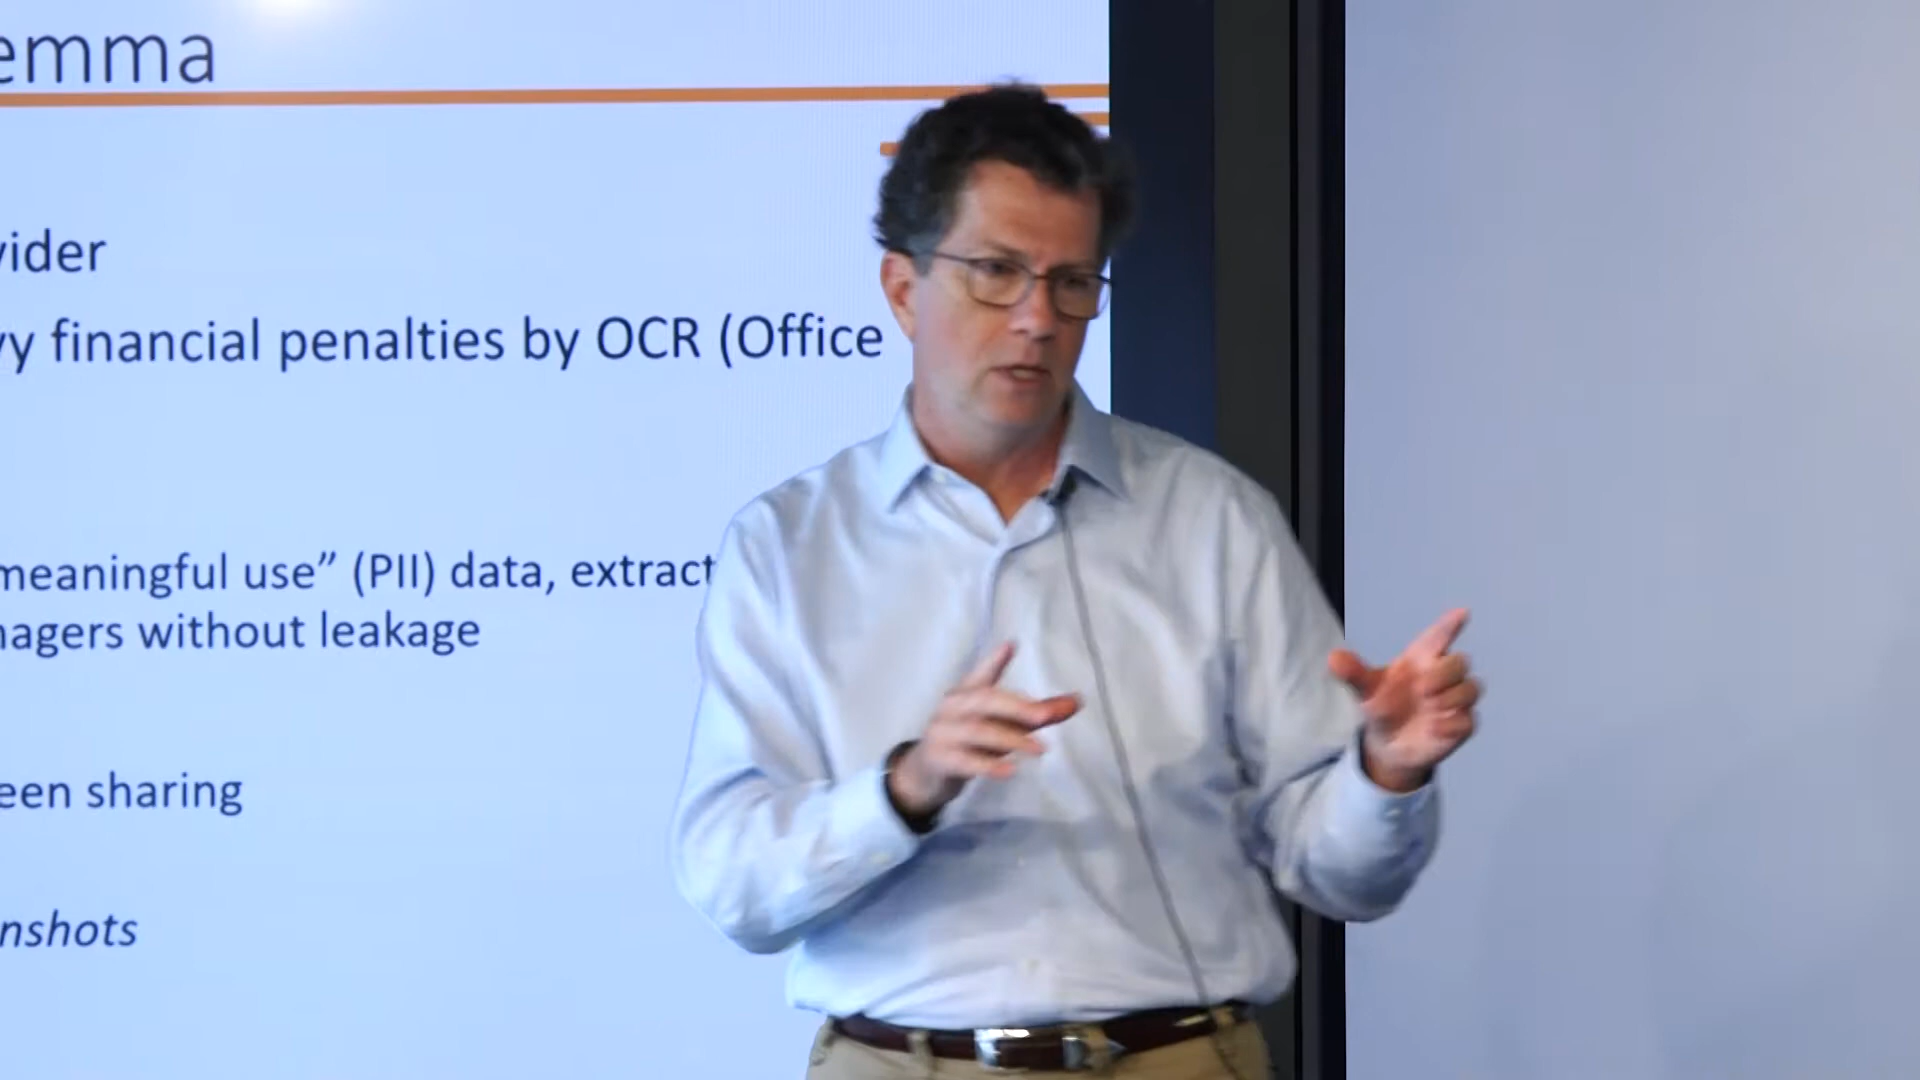 emma
vider
vy financial penalties by OCR (Office
meaningful use” (PII) data, extract
nagers without leakage
een sharing
nshots